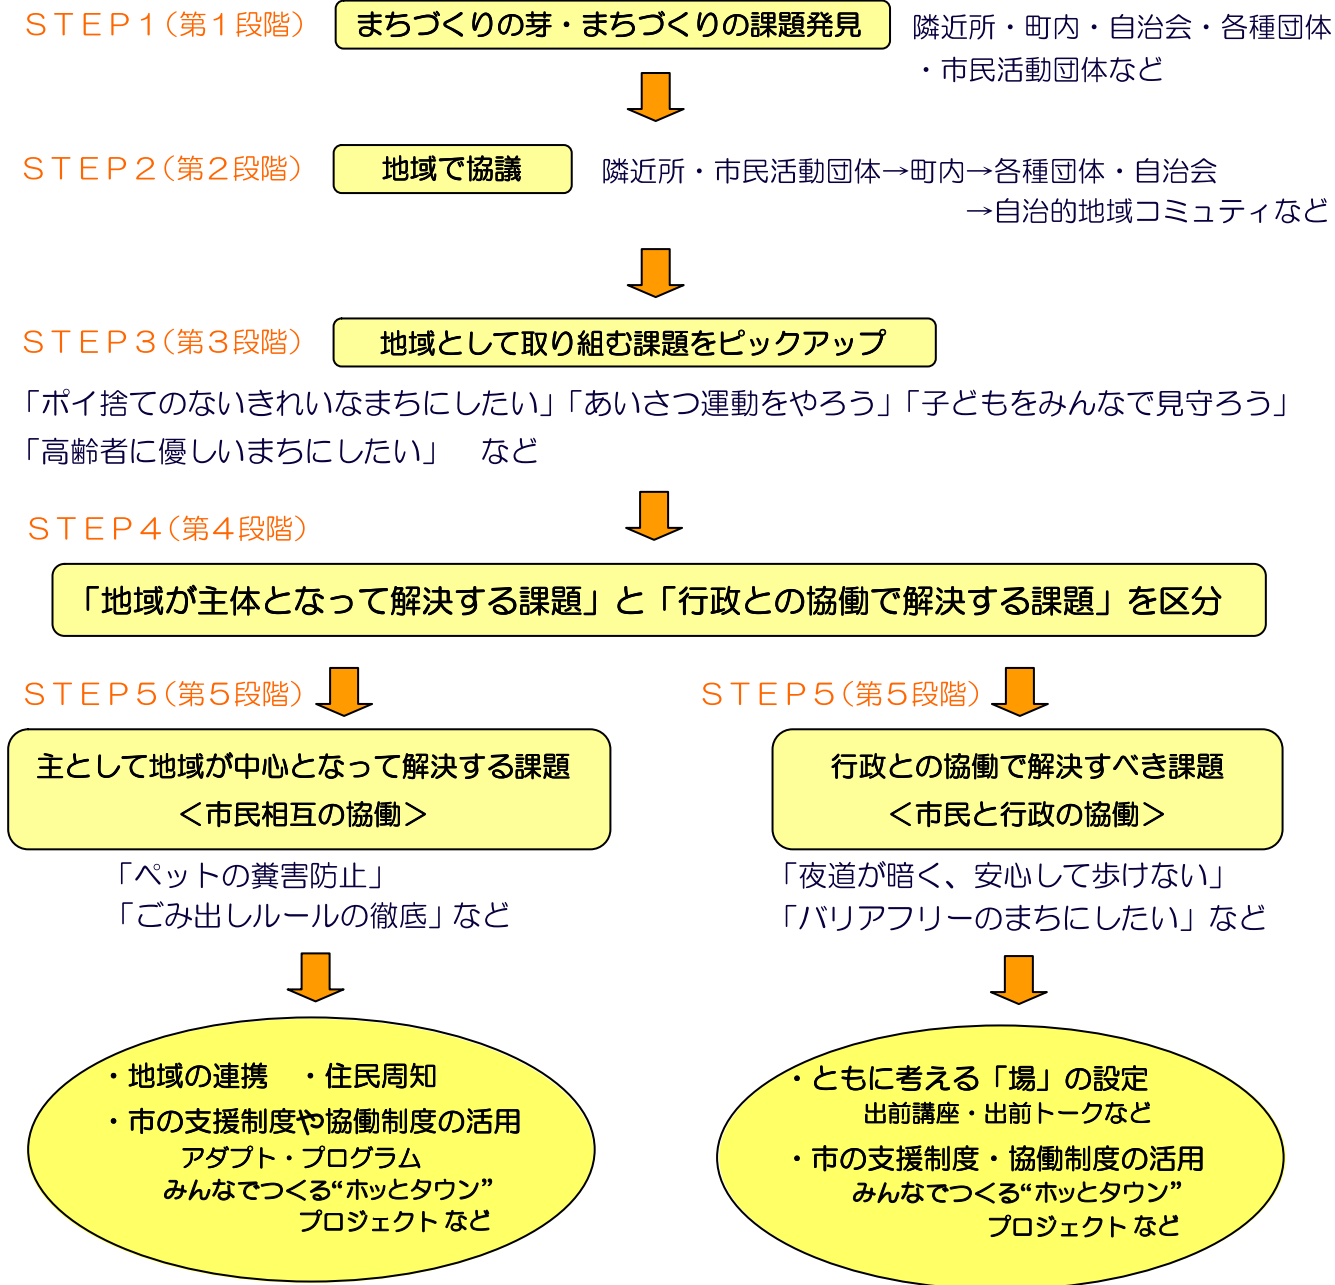 STEP1(第1段階)
まちづくりの芽・まちづくりの課題発見
隣近所・町内・自治会・各種団体
・市民活動団体など
STEP2(第2段階)
地域で協議
隣近所・市民活動団体→町内→各種団体・自治会
→自治的地域コミュティなど
STEP3(第3段階)
地域として取り組む課題をピックアップ
「ポイ捨てのないきれいなまちにしたい」「あいさつ運動をやろう」「子どもをみんなで見守ろう」
「高齢者に優しいまちにしたい」 など
STEP4(第4段階)
「地域が主体となって解決する課題」と「行政との協働で解決する課題」を区分
STEP5(第5段階)
主として地域が中心となって解決する課題
<市民相互の協働>
「ペットの糞害防止」
「ごみ出しルールの徹底」など
・地域の連携 ・住民周知
・市の支援制度や協働制度の活用
アダプト・プログラム
みんなでつくる“ホッとタウン”
プロジェクトなど
STEP5(第5段階)
行政との協働で解決すべき課題
<市民と行政の協働>
「夜道が暗く、安心して歩けない」
「バリアフリーのまちにしたい」など
・ともに考える「場」の設定
出前講座・出前トークなど
・市の支援制度・協働制度の活用
みんなでつくる“ホッとタウン”
プロジェクトなど